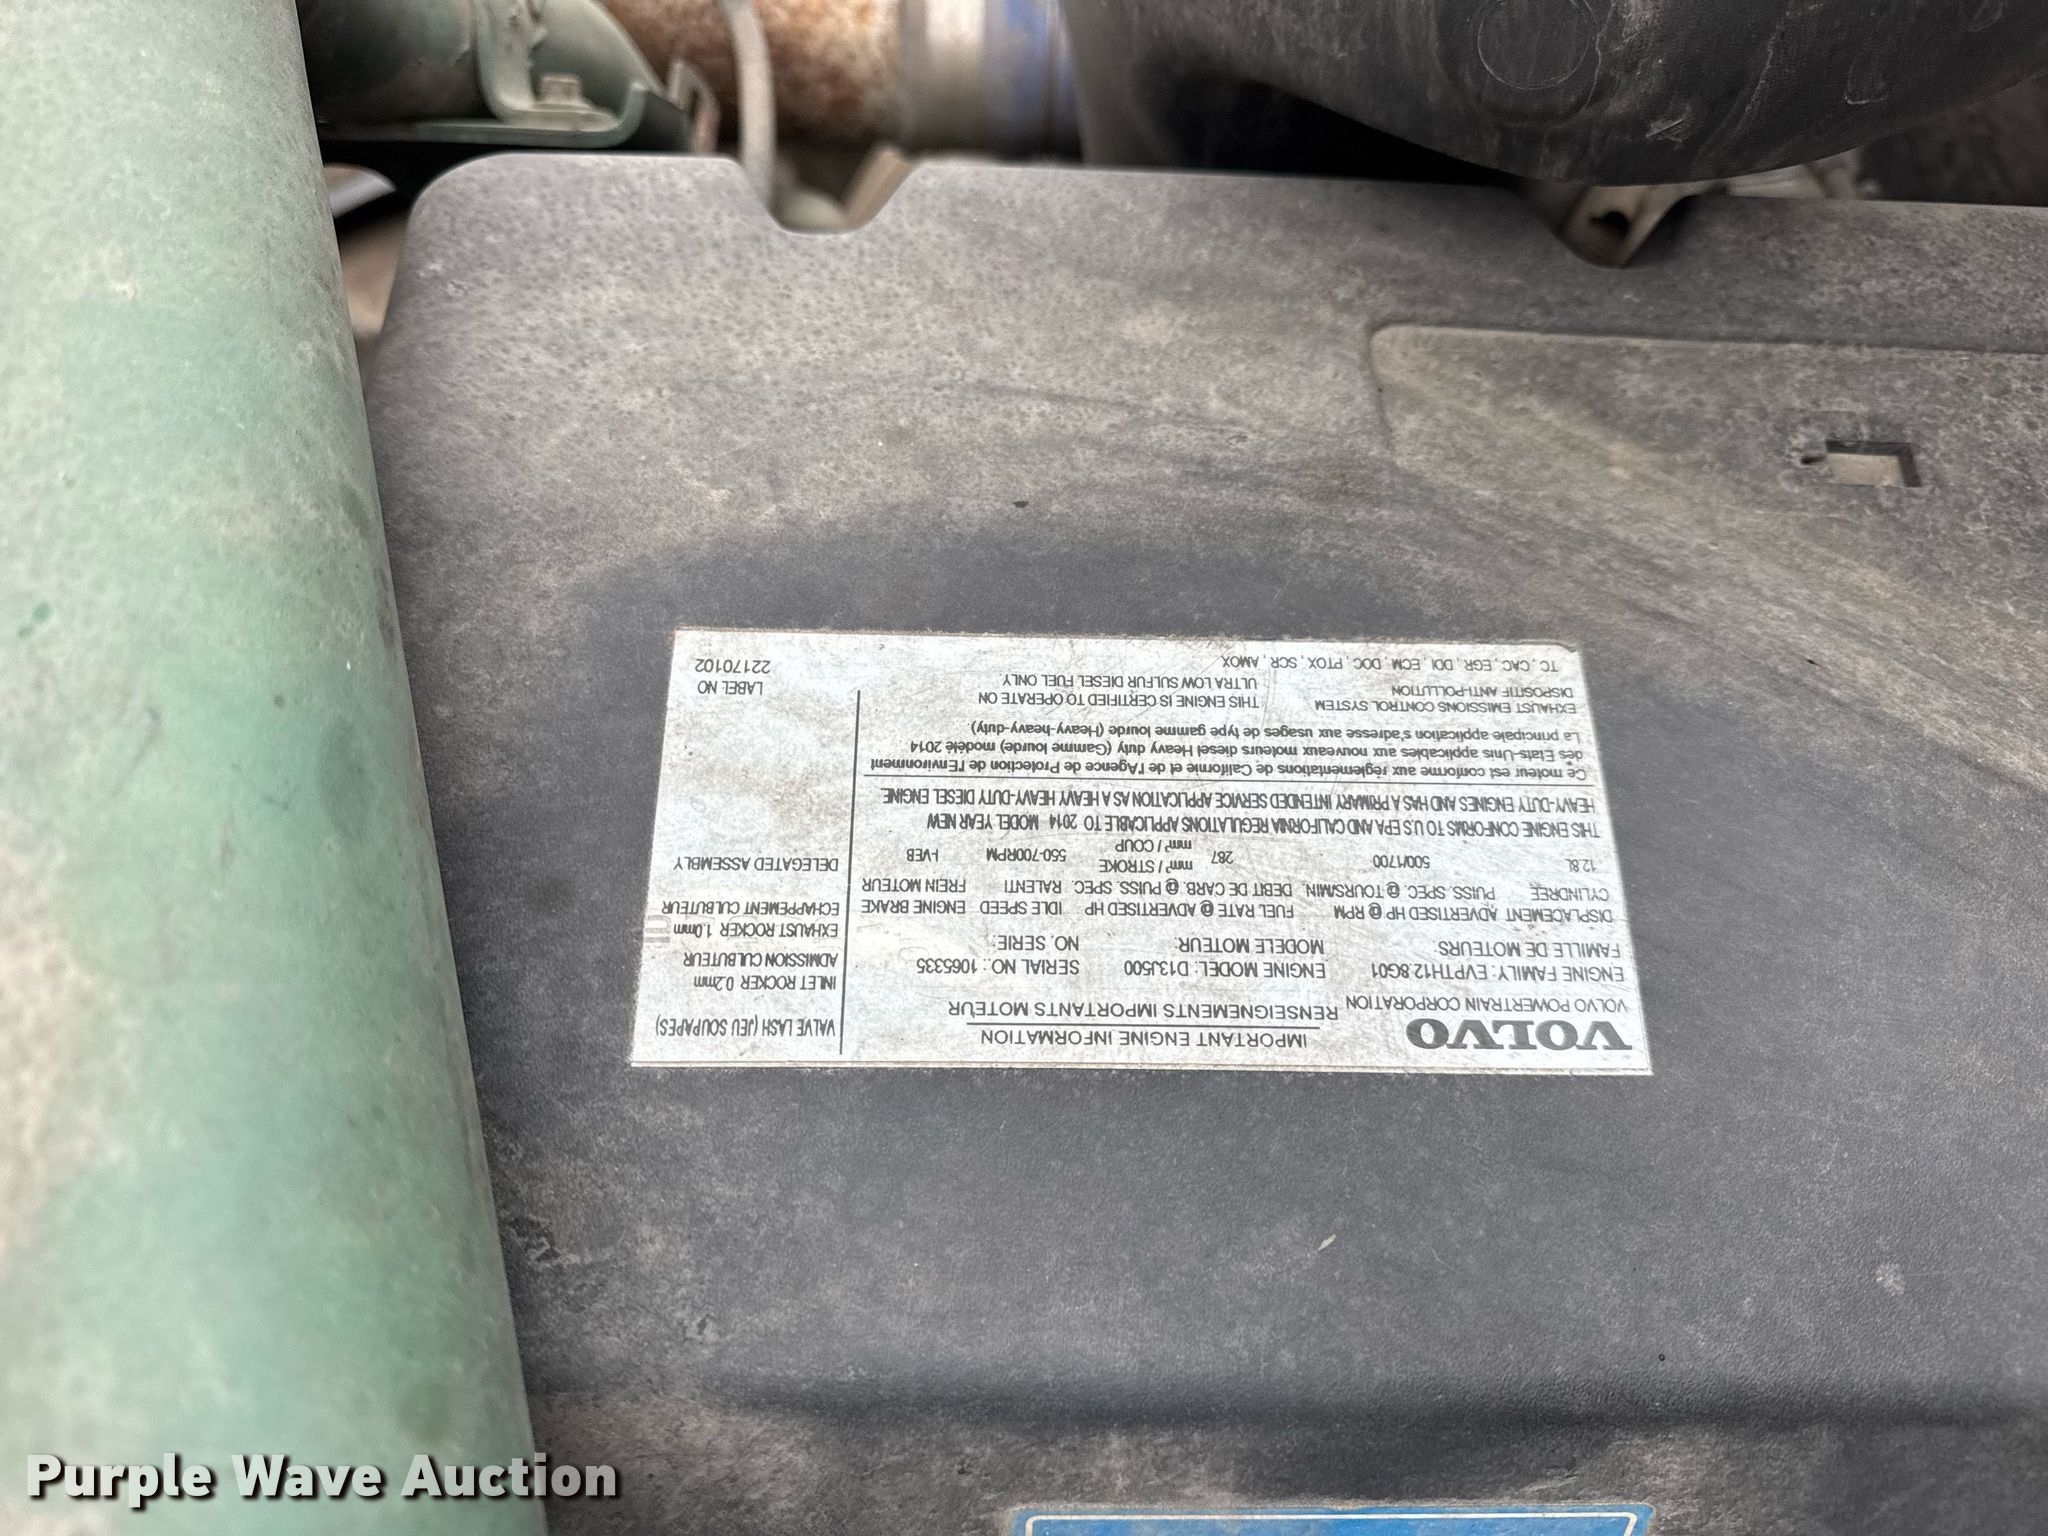 VOLVO
VOLVO POWERTRAIN CORPORATION
IMPORTANT ENGINE INFORMATION
RENSEIGNEMENTS IMPORTANTS MOTEUR
ENGINE FAMILY: EVPTH12.8G01 ENGINE MODEL: D13J500 SERIAL NO.: 1065335
FAMILLE DE MOTEURS: MODELE MOTEUR: NO. SERIE:
DISPLACEMENT ADVERTISED HP @ RPM FUEL RATE @ ADVERTISED HP IDLE SPEED ENGINE BRAKE
CYLINDREE PUISS. SPEC. @ TOURS/MIN. DEBIT DE CARB. @ PUISS. SPEC. RALENTI FREIN MOTEUR
12.8L 500/1700 287 mm³ / STROKE 550-700RPM I-VEB
mm³ / COUP
THIS ENGINE CONFORMS TO U S EPA AND CALIFORNIA REGULATIONS APPLICABLE TO 2014 MODEL YEAR NEW
HEAVY-DUTY ENGINES AND HAS A PRIMARY INTENDED SERVICE APPLICATION AS A HEAVY HEAVY-DUTY DIESEL ENGINE.
Ce moteur est conforme aux réglementations de Californie et de l'Agence de Protection de l'Environment
des Etats-Unis applicables aux nouveaux moteurs diesel Heavy duty (Gamme lourde) modèlé 2014
La principale application s'adresse aux usages de type gamme lourde (Heavy-heavy-duty)
EXHAUST EMISSIONS CONTROL SYSTEM
DISPOSITIF ANTI-POLLUTION
TC, CAC, EGR, DDI, ECM, DOC, PTOX, SCR, AMOX
THIS ENGINE IS CERTIFIED TO OPERATE ON
ULTRA LOW SULFUR DIESEL FUEL ONLY
VALVE LASH (JEU SOUPAPES)
INLET ROCKER 0.2mm
ADMISSION CULBUTEUR
EXHAUST ROCKER 1.0mm
ECHAPPEMENT CULBUTEUR
DELEGATED ASSEMBLY
LABEL NO
22170102
Purple Wave Auction